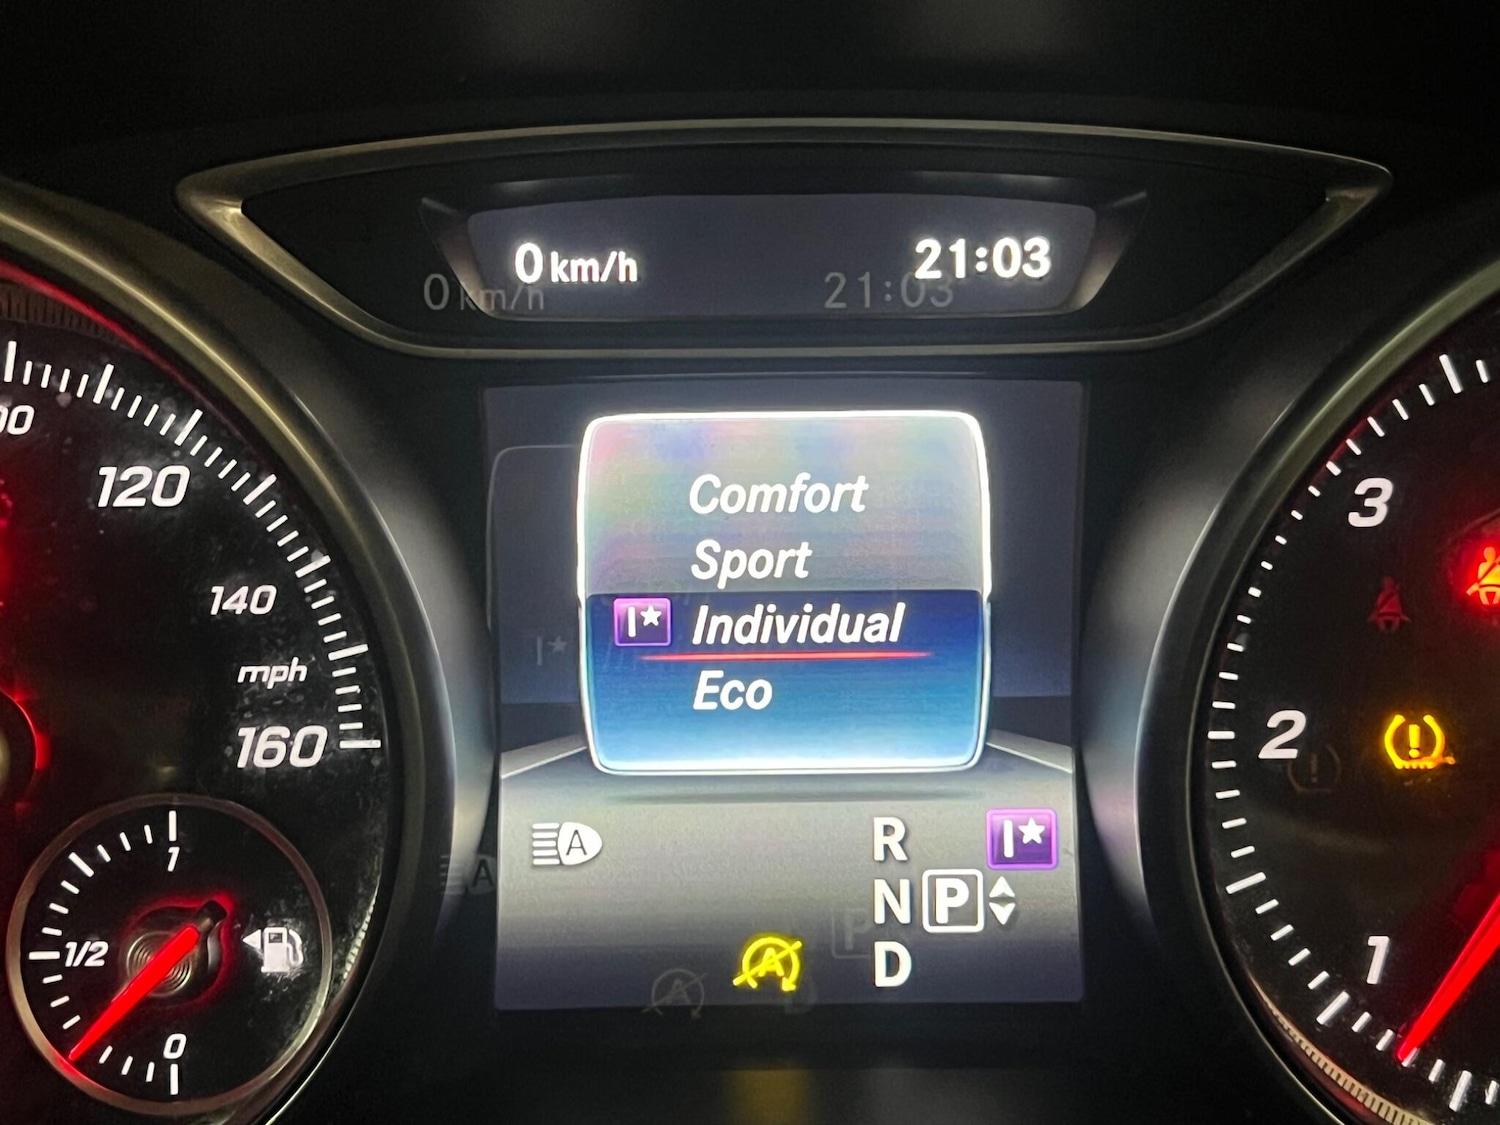 0 km/h 21:03
120
140
mph
160
1
1/2
0
Comfort
Sport
I★ Individual
Eco
A
R I★
N P
A D
3
2
!
1